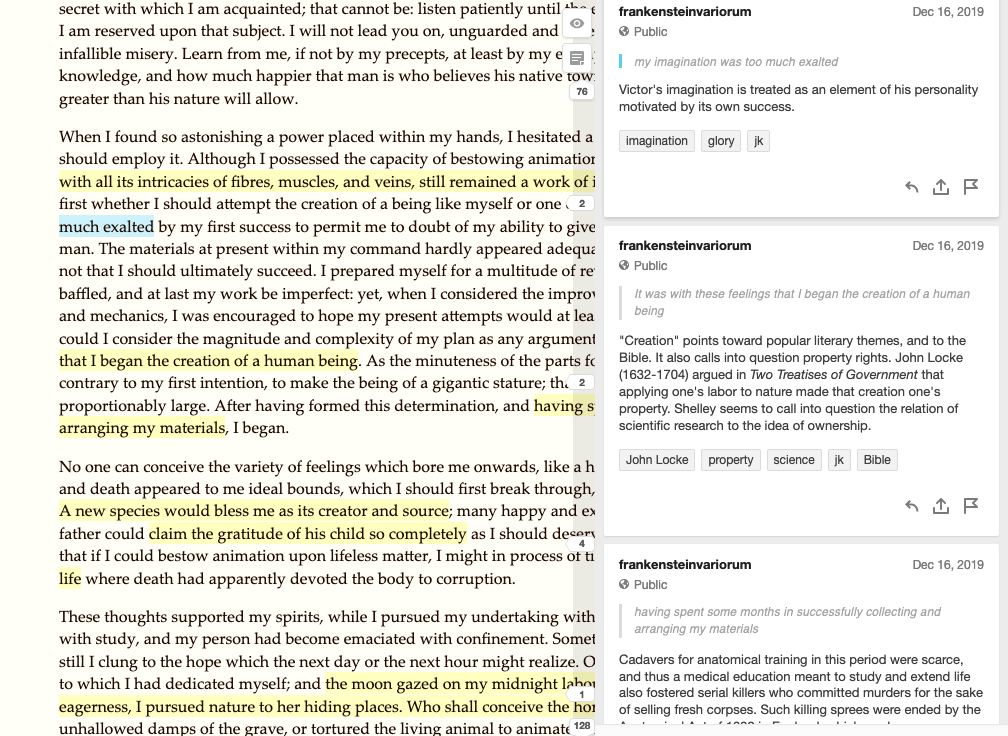 secret with which I am acquainted; that cannot be: listen patiently until the e
I am reserved upon that subject. I will not lead you on, unguarded and
infallible misery. Learn from me, if not by my precepts, at least by my e
knowledge, and how much happier that man is who believes his native tow
greater than his nature will allow.
76
When I found so astonishing a power placed within my hands, I hesitated a
should employ it. Although I possessed the capacity of bestowing animation
with all its intricacies of fibres, muscles, and veins, still remained a work of i
first whether I should attempt the creation of a being like myself or one
2
much exalted by my first success to permit me to doubt of my ability to give
man. The materials at present within my command hardly appeared adequa
not that I should ultimately succeed. I prepared myself for a multitude of re
baffled, and at last my work be imperfect: yet, when I considered the improv
and mechanics, I was encouraged to hope my present attempts would at lea
could I consider the magnitude and complexity of my plan as any argument
that I began the creation of a human being. As the minuteness of the parts fo
contrary to my first intention, to make the being of a gigantic stature; th
2
proportionably large. After having formed this determination, and having s
arranging my materials, I began.
No one can conceive the variety of feelings which bore me onwards, like a h
and death appeared to me ideal bounds, which I should first break through,
A new species would bless me as its creator and source; many happy and ex
father could claim the gratitude of his child so completely as I should deserv
4
that if I could bestow animation upon lifeless matter, I might in process of ti
life where death had apparently devoted the body to corruption.
These thoughts supported my spirits, while I pursued my undertaking with
with study, and my person had become emaciated with confinement. Somet
still I clung to the hope which the next day or the next hour might realize. O
to which I had dedicated myself; and the moon gazed on my midnight labo
1
eagerness, I pursued nature to her hiding places. Who shall conceive the hor
unhallowed damps of the grave, or tortured the living animal to animate
128
frankensteinvariorum Dec 16, 2019
Public
my imagination was too much exalted
Victor's imagination is treated as an element of his personality
motivated by its own success.
imagination glory jk
frankensteinvariorum Dec 16, 2019
Public
It was with these feelings that I began the creation of a human
being
"Creation" points toward popular literary themes, and to the
Bible. It also calls into question property rights. John Locke
(1632-1704) argued in Two Treatises of Government that
applying one's labor to nature made that creation one's
property. Shelley seems to call into question the relation of
scientific research to the idea of ownership.
John Locke property science jk Bible
frankensteinvariorum Dec 16, 2019
Public
having spent some months in successfully collecting and
arranging my materials
Cadavers for anatomical training in this period were scarce,
and thus a medical education meant to study and extend life
also fostered serial killers who committed murders for the sake
of selling fresh corpses. Such killing sprees were ended by the